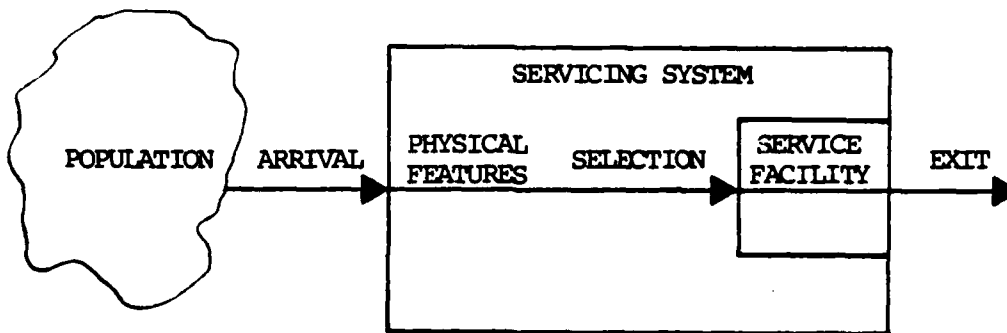 SERVICING SYSTEM
POPULATION
ARRIVAL
PHYSICAL
FEATURES
SELECTION
SERVICE
FACILITY
EXIT